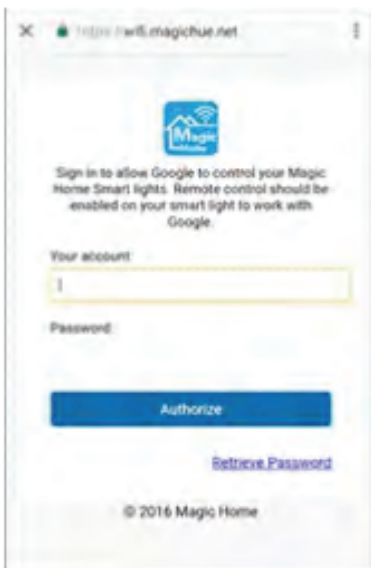 https://wifi.magichue.net
Magic
Home
Sign in to allow Google to control your Magic
Home Smart lights. Remote control should be
enabled on your smart light to work with
Google.
Your account
Password:
Authorize
Retrieve Password
© 2016 Magic Home